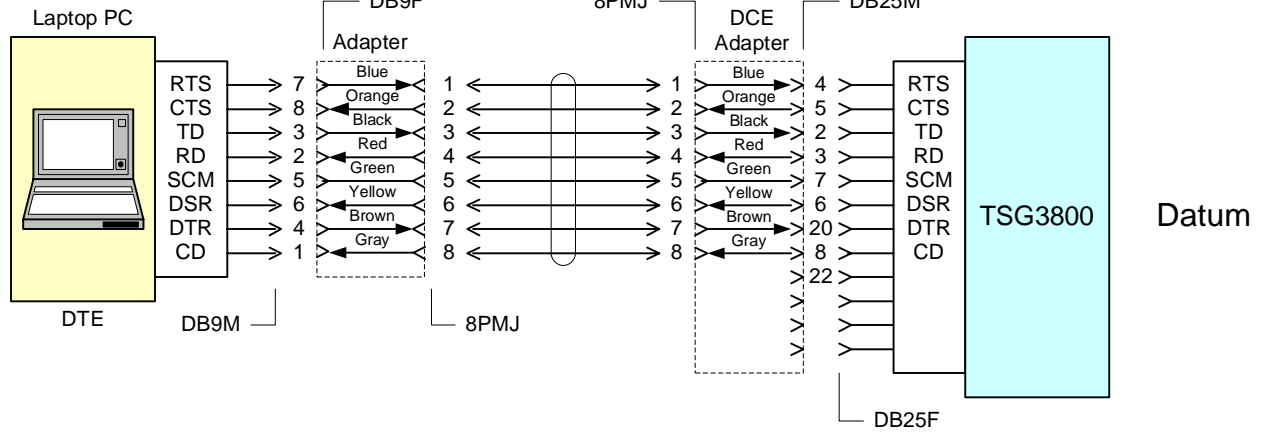 DB9F
8PMJ
DB25M
Laptop PC
Adapter
DCE
Adapter
RTS 7 Blue 1 1 Blue 4 RTS
CTS 8 Orange 2 2 Orange 5 CTS
TD 3 Black 3 3 Black 2 TD
RD 2 Red 4 4 Red 3 RD
SCM 5 Green 5 5 Green 7 SCM
DSR 6 Yellow 6 6 Yellow 6 DSR
DTR 4 Brown 7 7 Brown 20 DTR
CD 1 Gray 8 8 Gray 8 CD
22
TSG3800
Datum
DTE
DB9M
8PMJ
DB25F